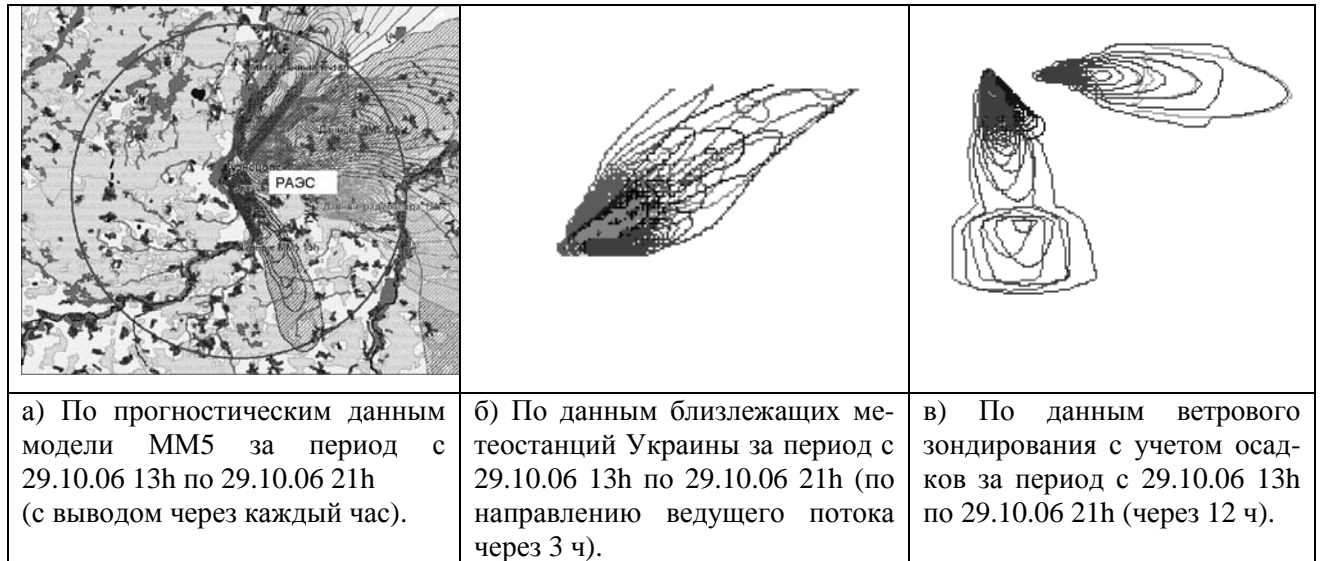 РАЭС
а) По прогностическим данным
модели ММ5 за период с
29.10.06 13h по 29.10.06 21h
(с выводом через каждый час).
б) По данным близлежащих ме-
теостанций Украины за период с
29.10.06 13h по 29.10.06 21h (по
направлению ведущего потока
через 3 ч).
в) По данным ветрового
зондирования с учетом осад-
ков за период с 29.10.06 13h
по 29.10.06 21h (через 12 ч).